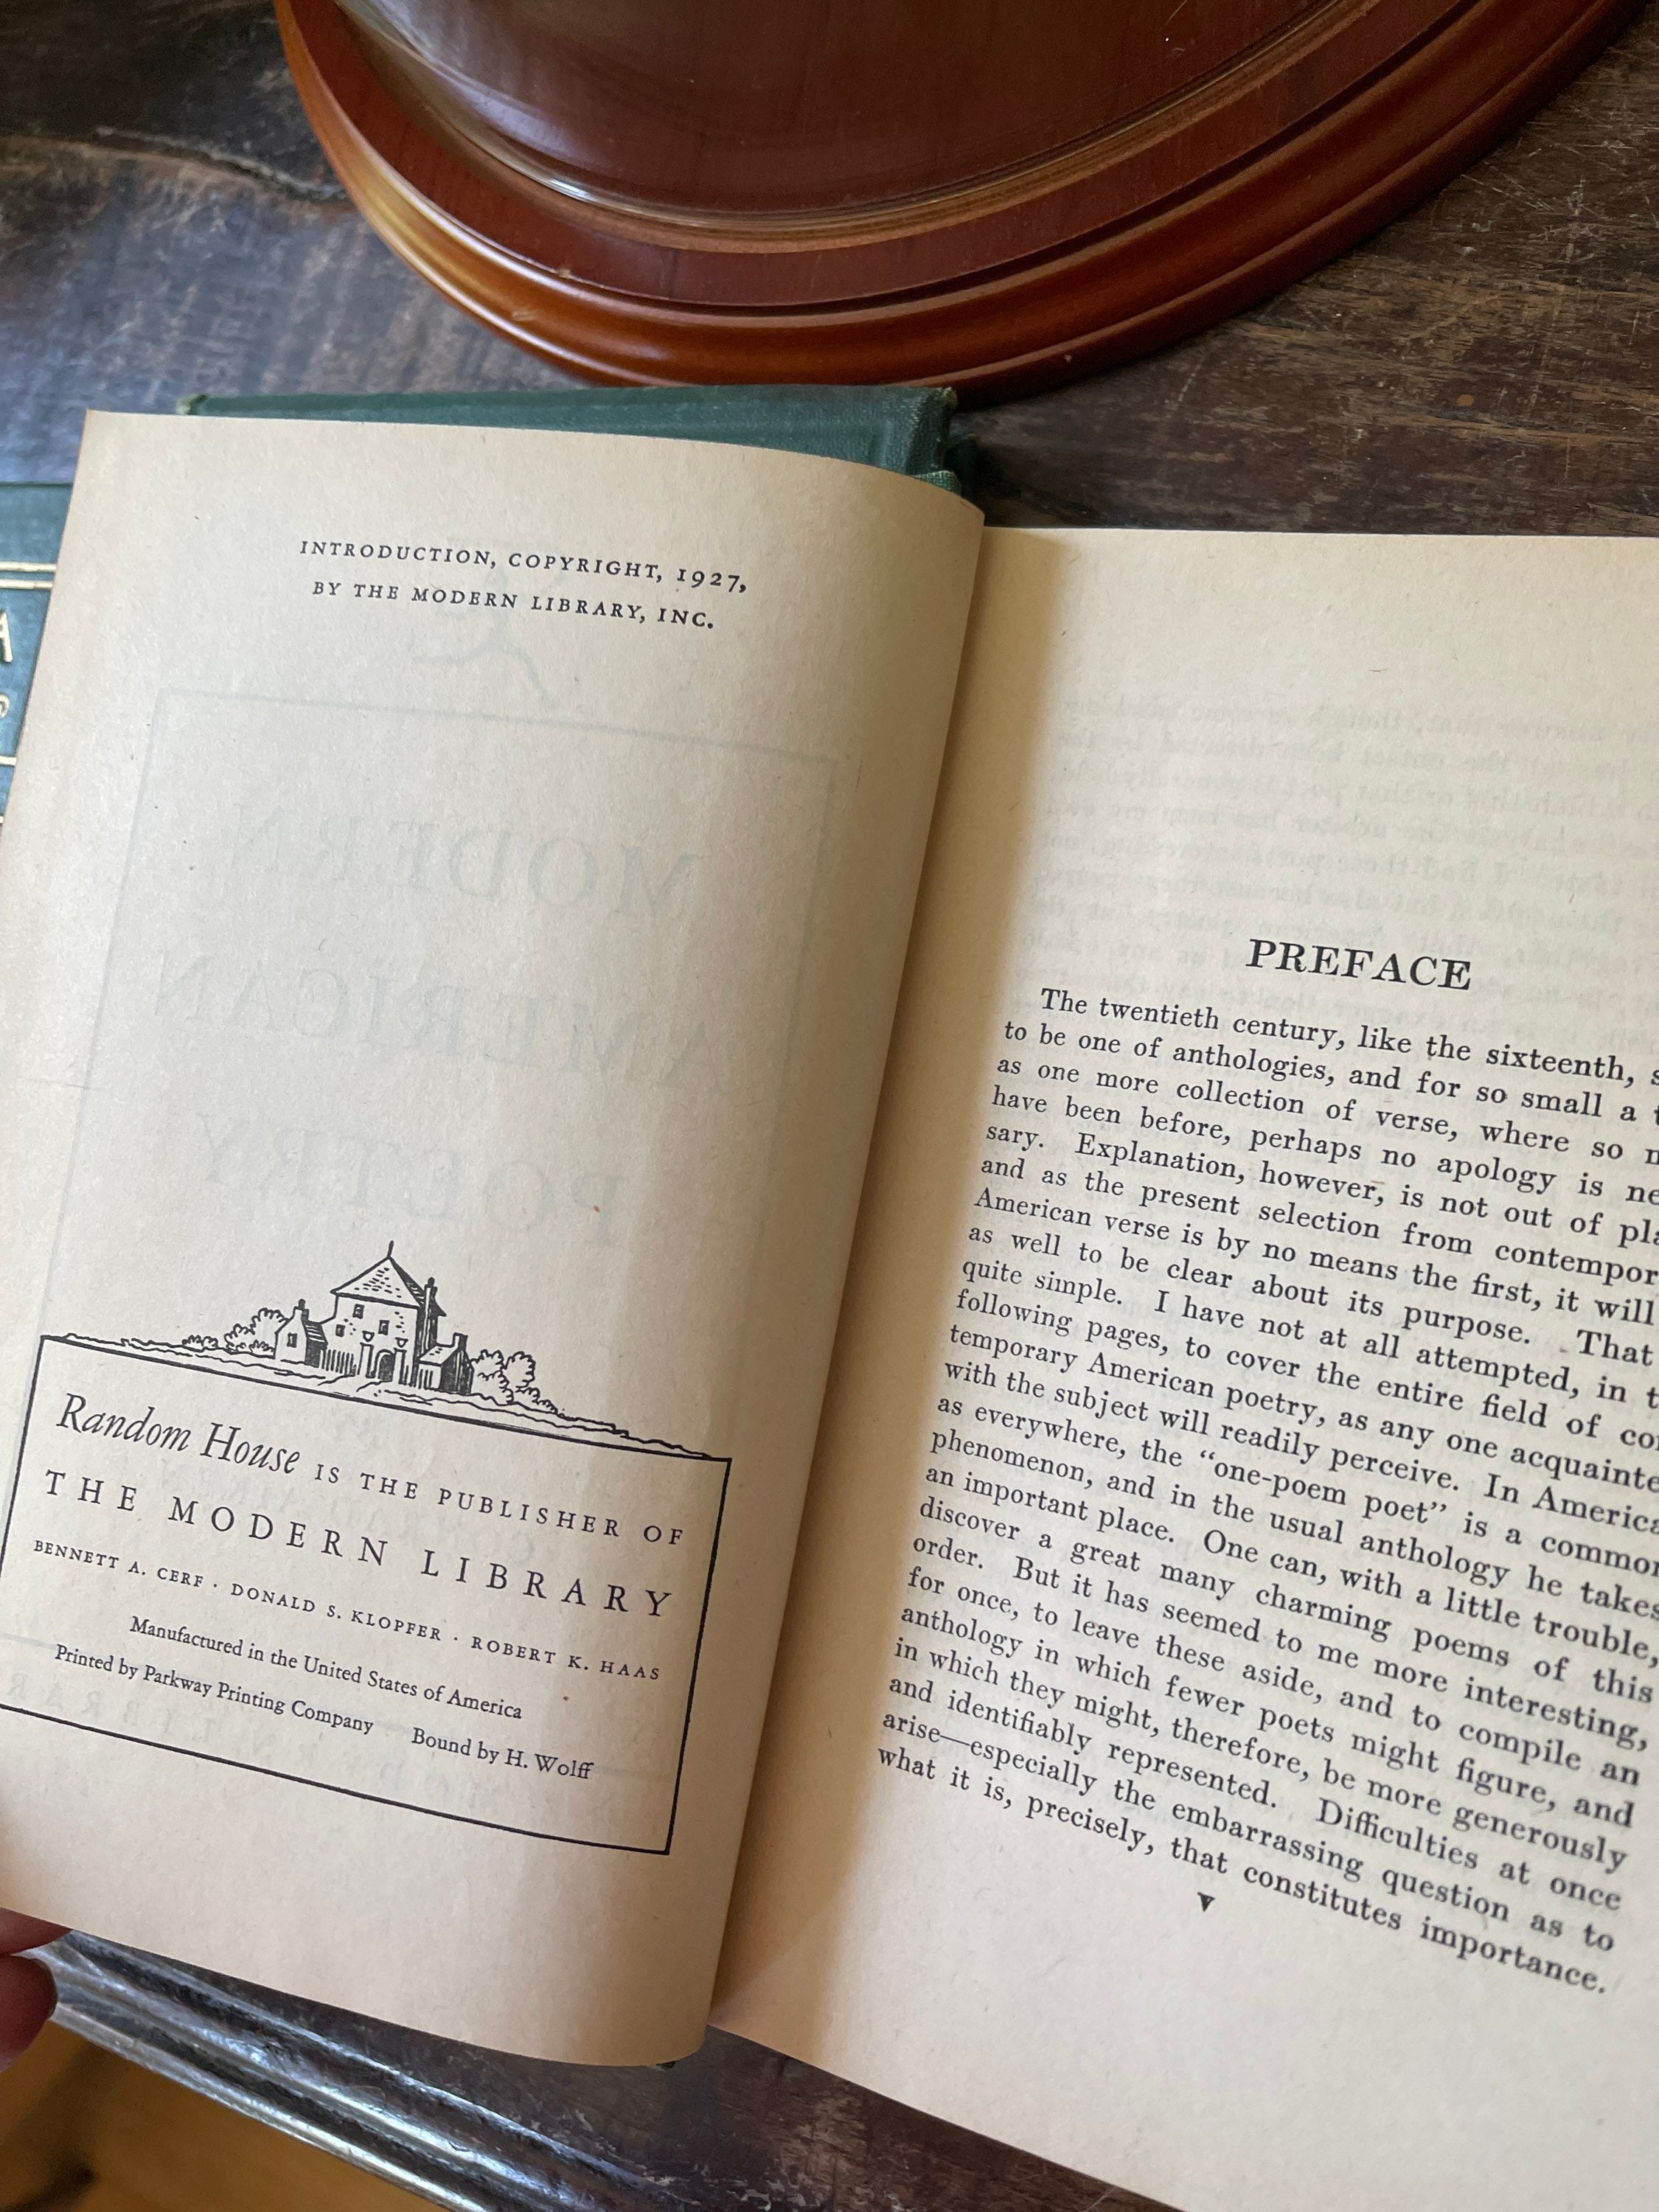 INTRODUCTION, COPYRIGHT, 1927,
BY THE MODERN LIBRARY, INC.
MODERN
AMERICAN
POETRY
Random House IS THE PUBLISHER OF
THE MODERN LIBRARY
BENNETT A. CERF · DONALD S. KLOPFER · ROBERT K. HAAS
Manufactured in the United States of America
Printed by Parkway Printing Company Bound by H. Wolff
PREFACE
The twentieth century, like the sixteenth,
to be one of anthologies, and for so small a
as one more collection of verse, where so
have been before, perhaps no apology is
sary. Explanation, however, is not out of
and as the present selection from
American verse is by no means the first, it will
as well to be clear about its purpose. That
quite simple. I have not at all attempted, in
following pages, to cover the entire field of
temporary American poetry, as any one
with the subject will readily perceive. In America
as everywhere, the “one-poem poet” is a common
phenomenon, and in the usual anthology he takes
an important place. One can, with a little trouble,
discover a great many charming poems of this
order. But it has seemed to me more interesting,
for once, to leave these aside, and to compile an
anthology in which fewer poets might figure, and
in which they might, therefore, be more generously
and identifiably represented. Difficulties at once
arise—especially the embarrassing question as to
what it is, precisely, that constitutes importance.
v